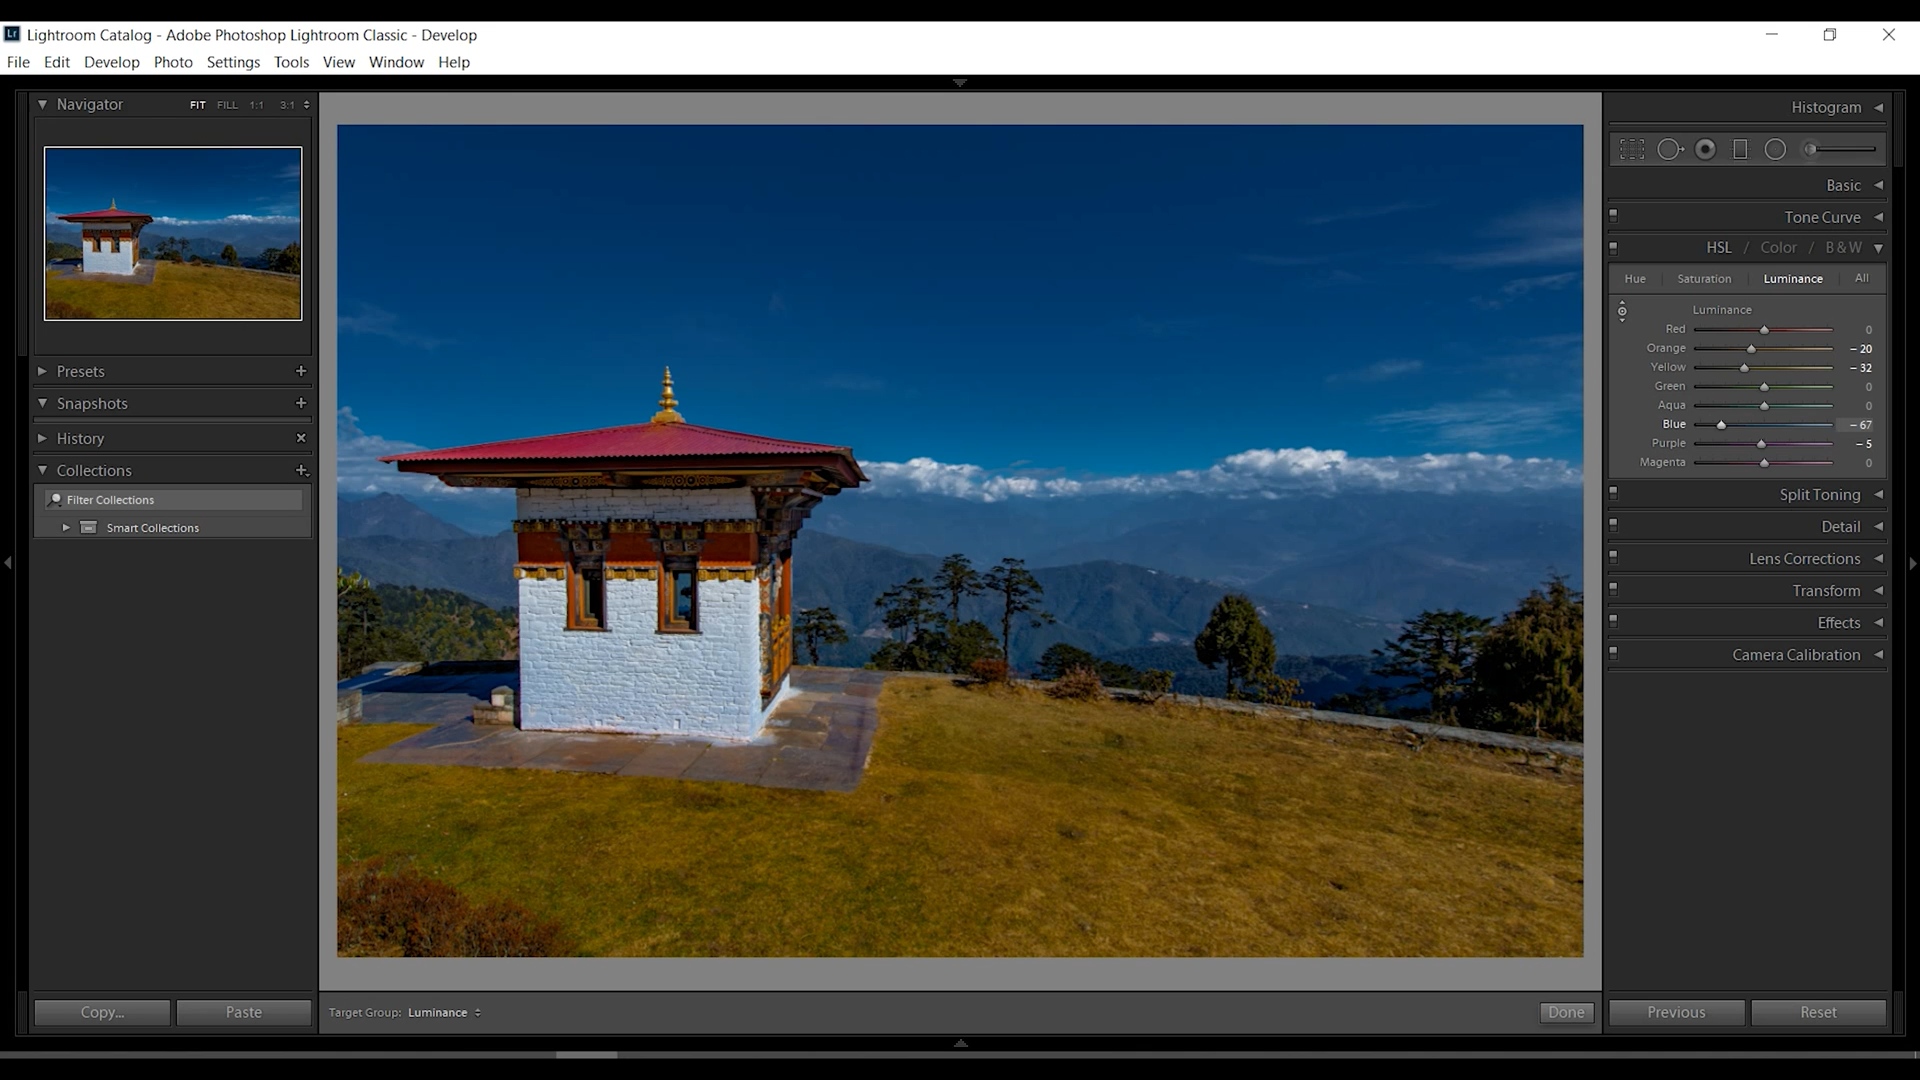 Lr Lightroom Catalog - Adobe Photoshop Lightroom Classic - Develop
File Edit Develop Photo Settings Tools View Window Help
Navigator FIT FILL 1:1 3:1
Presets
Snapshots
History
Collections
Filter Collections
Smart Collections
Copy... Paste
Target Group: Luminance
Done
Histogram
Basic
Tone Curve
HSL / Color / B & W
Hue Saturation Luminance All
Luminance
Red 0
Orange - 20
Yellow - 32
Green 0
Aqua 0
Blue - 67
Purple - 5
Magenta 0
Split Toning
Detail
Lens Corrections
Transform
Effects
Camera Calibration
Previous Reset